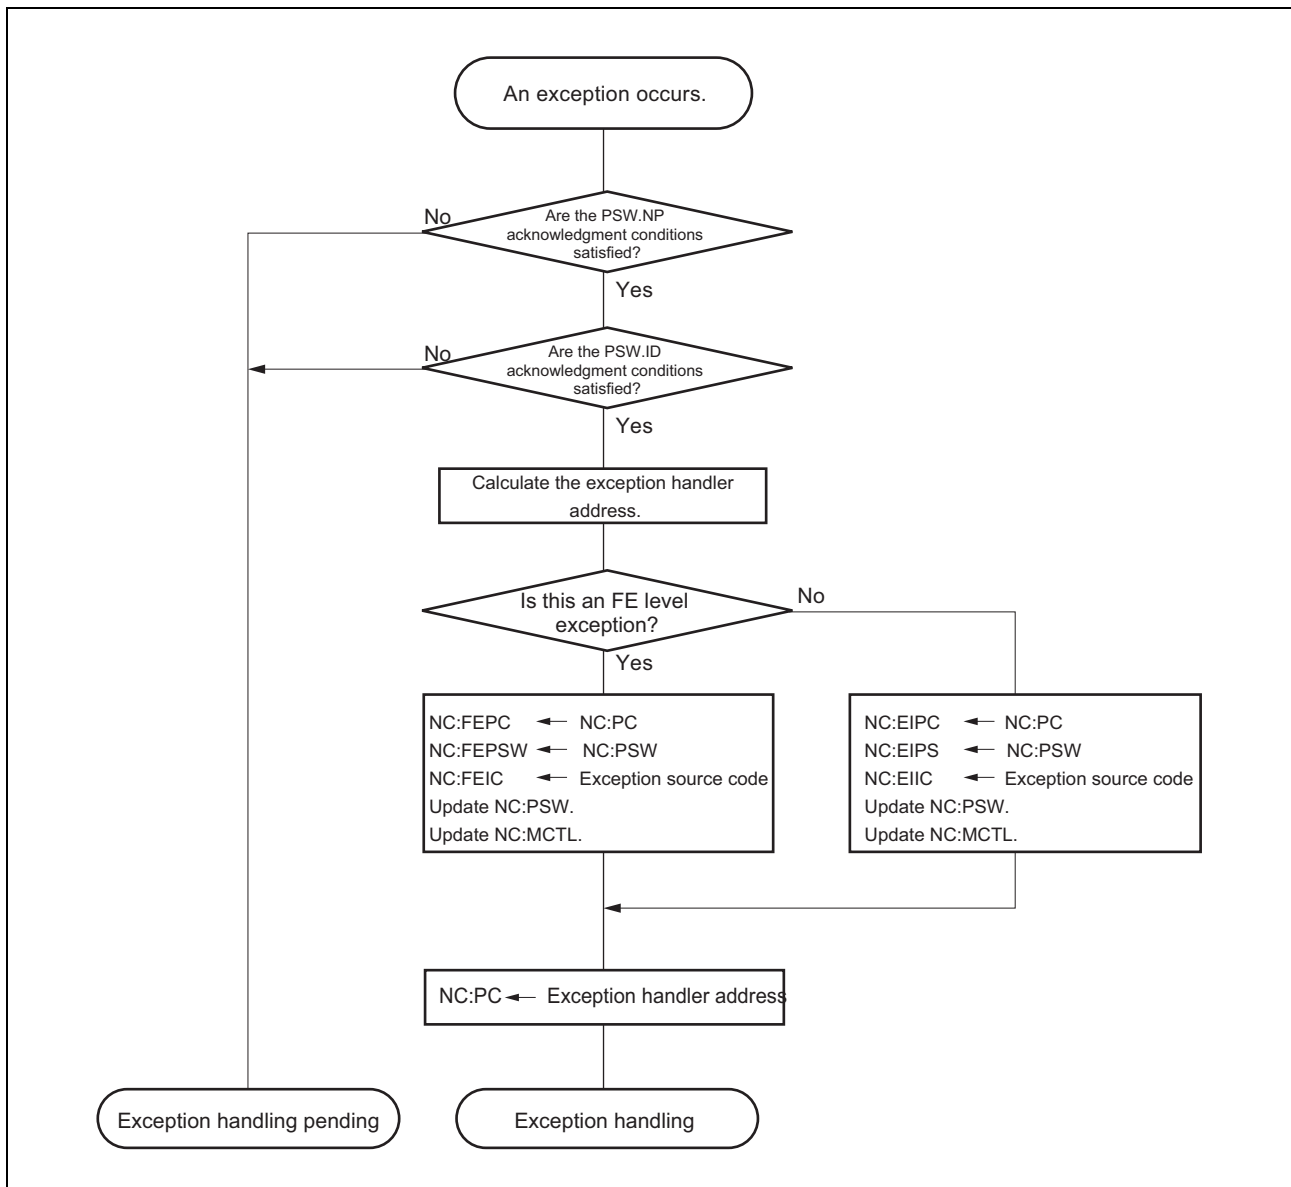 An exception occurs.
No
Are the PSW.NP
acknowledgment conditions
satisfied?
Yes
No
Are the PSW.ID
acknowledgment conditions
satisfied?
Yes
Calculate the exception handler
address.
Is this an FE level
exception?
No
Yes
NC:FEPC ← NC:PC
NC:FEPSW ← NC:PSW
NC:FEIC ← Exception source code
Update NC:PSW.
Update NC:MCTL.
NC:EIPC ← NC:PC
NC:EIPS ← NC:PSW
NC:EIIC ← Exception source code
Update NC:PSW.
Update NC:MCTL.
NC:PC ← Exception handler address
Exception handling pending
Exception handling